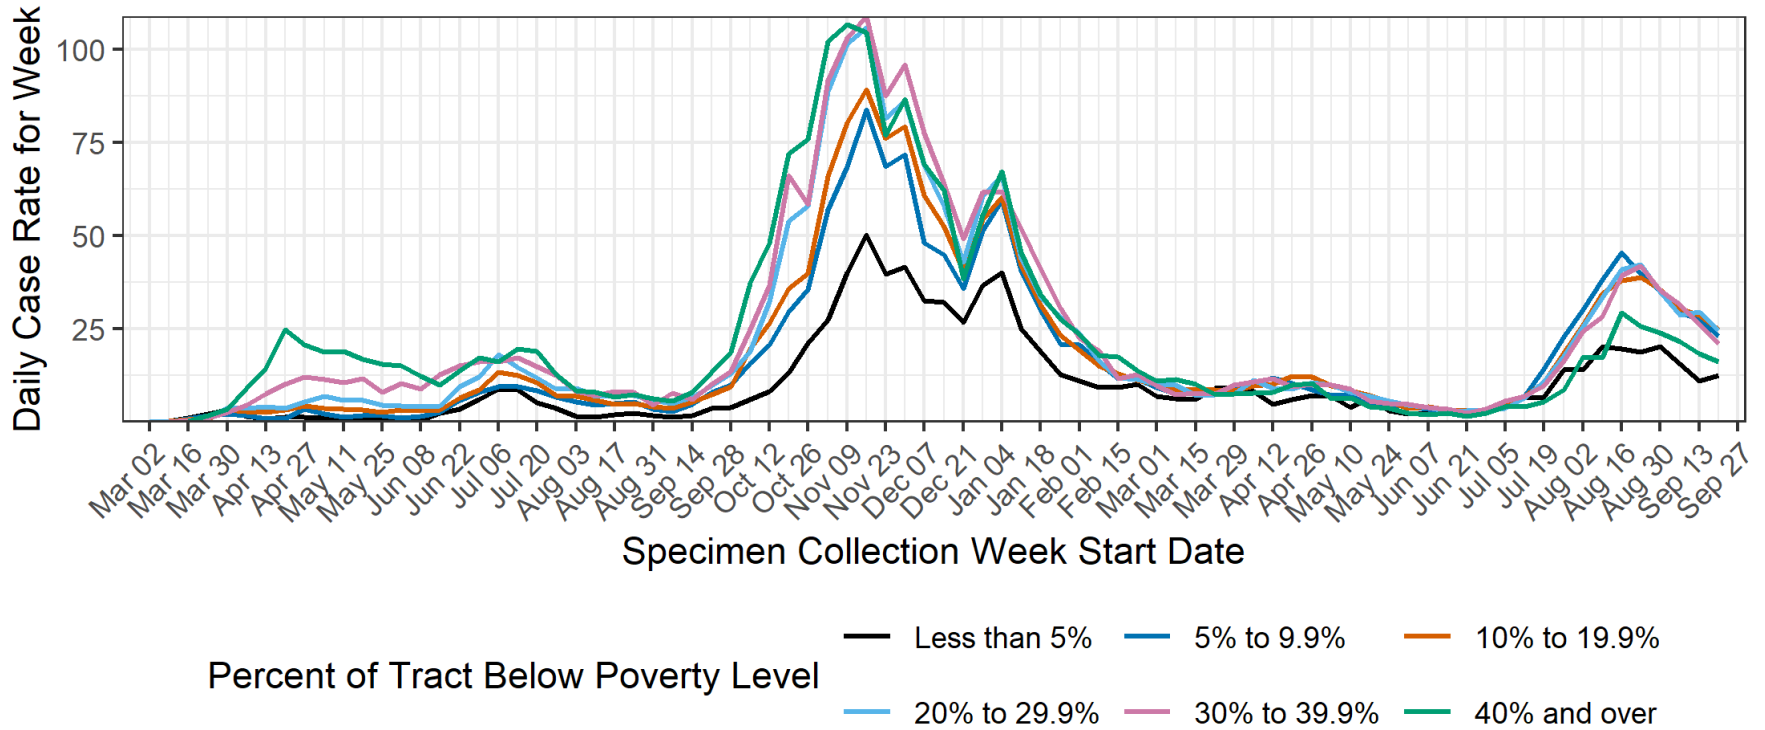 Daily Case Rate for Week
100
75
50
25
Mar 02
Mar 16
Mar 30
Apr 13
Apr 27
May 11
May 25
Jun 08
Jun 22
Jul 06
Jul 20
Aug 03
Aug 17
Aug 31
Sep 14
Sep 28
Oct 12
Oct 26
Nov 09
Nov 23
Dec 07
Dec 21
Jan 04
Jan 18
Feb 01
Feb 15
Mar 01
Mar 15
Mar 29
Apr 12
Apr 26
May 10
May 24
Jun 07
Jun 21
Jul 05
Jul 19
Aug 02
Aug 16
Aug 30
Sep 13
Sep 27
Specimen Collection Week Start Date
Percent of Tract Below Poverty Level
Less than 5%
5% to 9.9%
10% to 19.9%
20% to 29.9%
30% to 39.9%
40% and over